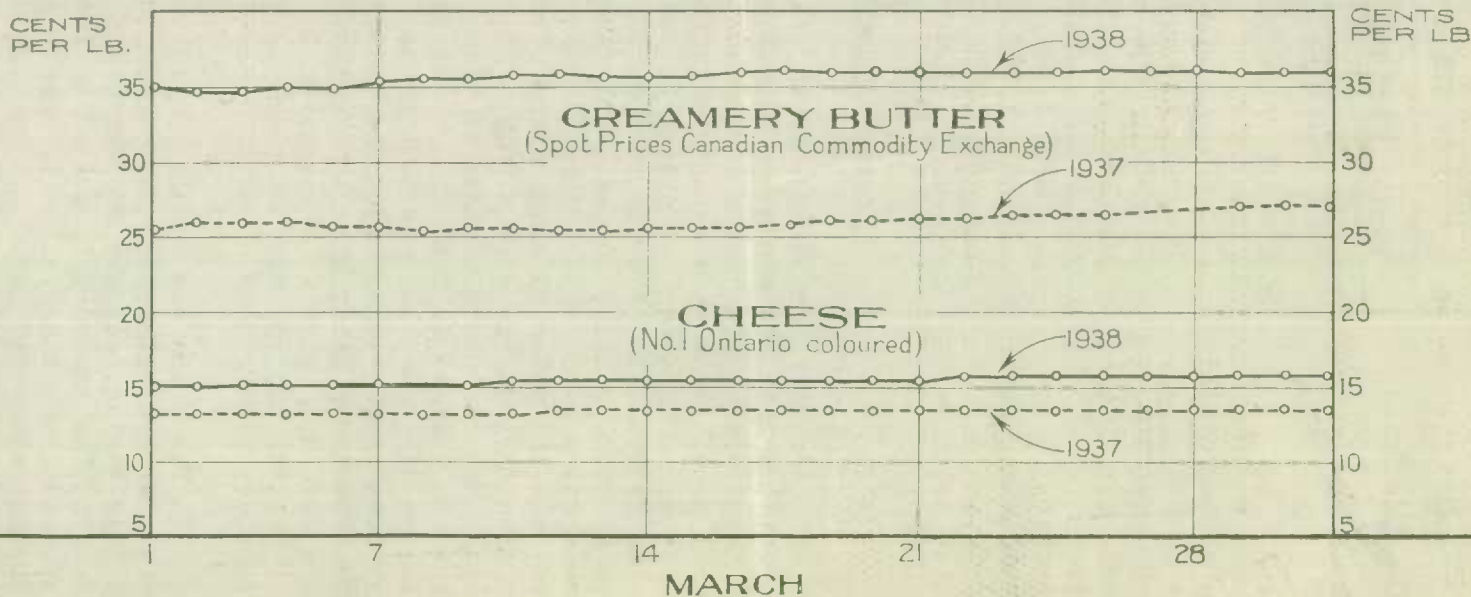 CENTS
PER LB.
CENTS
PER LB
1938
35
35
CREAMERY BUTTER
(Spot Prices Canadian Commodity Exchange)
30
30
1937
25
25
20
CHEESE
20
(No.1 Ontario coloured)
1938
15
15
1937
10
10
5
5
1
7
14
21
28
MARCH